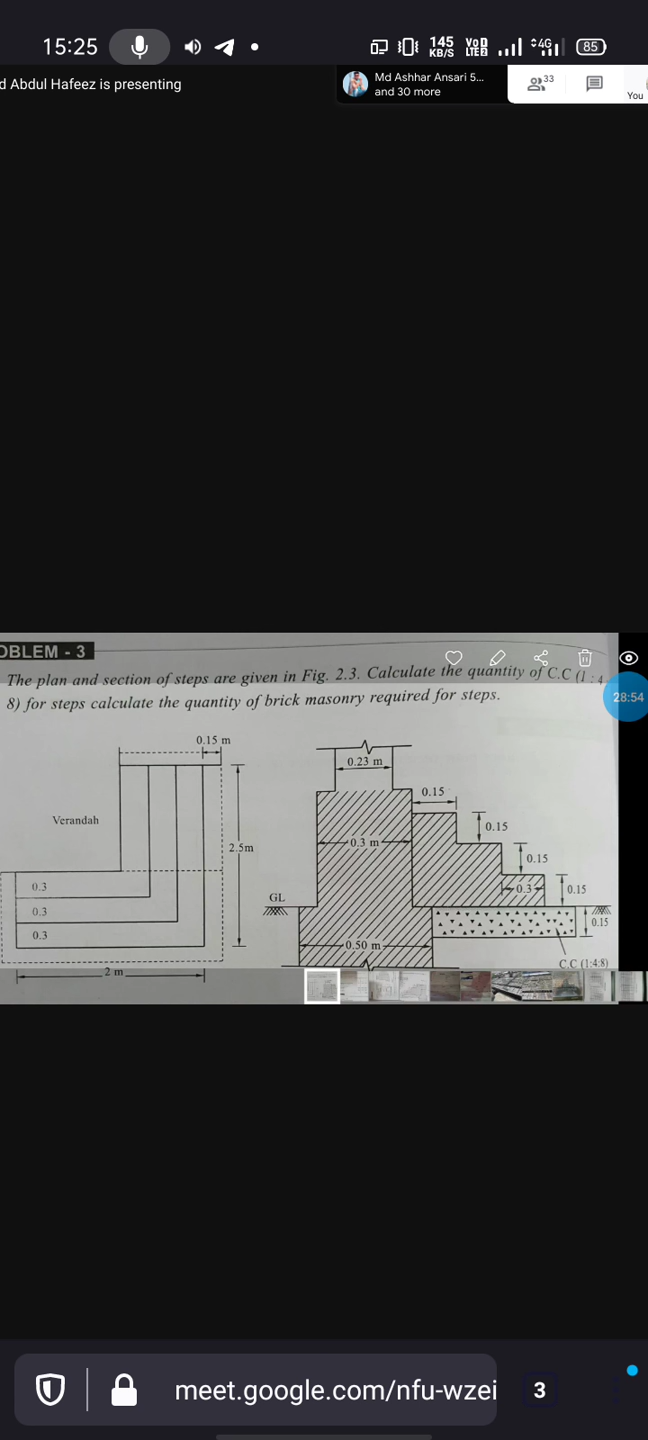 15:25
145
KB/S
Vo D
LTE 2
4G
85
d Abdul Hafeez is presenting
Md Ashhar Ansari 5...
and 30 more
33
You
OBLEM - 3
The plan and section of steps are given in Fig. 2.3. Calculate the quantity of C.C (1 : 4
8) for steps calculate the quantity of brick masonry required for steps.
28:54
0.15 m
0.23 m
0.15
Verandah
0.15
2.5m
0.3 m
0.15
0.3
0.3
0.15
GL
0.3
0.15
0.3
0.50 m
C.C (1:4:8)
2 m
meet.google.com/nfu-wzei
3